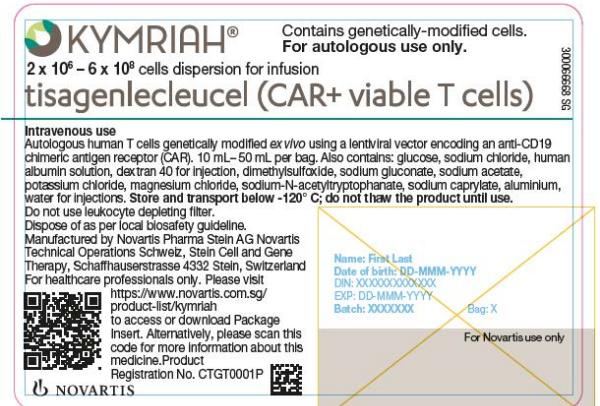 KYMRIAH®
Contains genetically-modified cells.
For autologous use only.
2 x 10⁶ – 6 x 10⁸ cells dispersion for infusion
tisagenlecleucel (CAR+ viable T cells)
30066668 SG
Intravenous use
Autologous human T cells genetically modified ex vivo using a lentiviral vector encoding an anti-CD19
chimeric antigen receptor (CAR). 10 mL– 50 mL per bag. Also contains: glucose, sodium chloride, human
albumin solution, dextran 40 for injection, dimethylsulfoxide, sodium gluconate, sodium acetate,
potassium chloride, magnesium chloride, sodium-N-acetyltryptophanate, sodium caprylate, aluminium,
water for injections. Store and transport below -120° C; do not thaw the product until use.
Do not use leukocyte depleting filter.
Dispose of as per local biosafety guideline.
Manufactured by Novartis Pharma Stein AG Novartis
Technical Operations Schweiz, Stein Cell and Gene
Therapy, Schaffhauserstrasse 4332 Stein, Switzerland
For healthcare professionals only. Please visit
https://www.novartis.com.sg/
product-list/kymriah
to access or download Package
Insert. Alternatively, please scan this
code for more information about this
medicine.Product
Registration No. CTGT0001P
NOVARTIS
Name: First Last
Date of birth: DD-MMM-YYYY
DIN: XXXXXXXXXXXXX
EXP: DD-MMM-YYYY
Batch: XXXXXXX
Bag: X
For Novartis use only